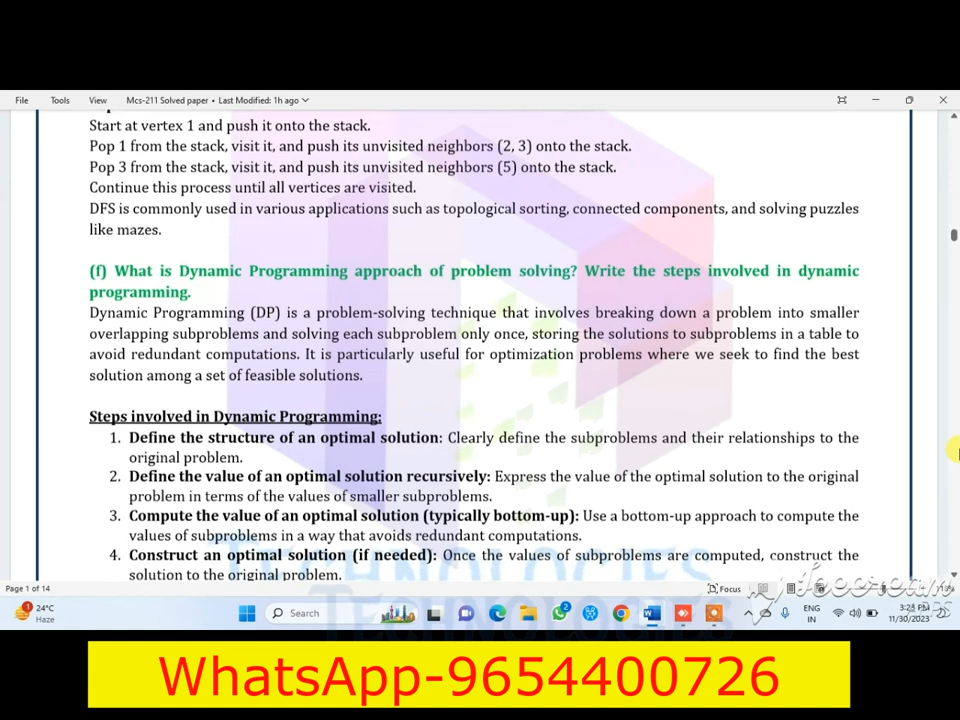 File Tools View Mcs-211 Solved paper • Last Modified: 1h ago
Start at vertex 1 and push it onto the stack.
Pop 1 from the stack, visit it, and push its unvisited neighbors (2, 3) onto the stack.
Pop 3 from the stack, visit it, and push its unvisited neighbors (5) onto the stack.
Continue this process until all vertices are visited.
DFS is commonly used in various applications such as topological sorting, connected components, and solving puzzles
like mazes.
(f) What is Dynamic Programming approach of problem solving? Write the steps involved in dynamic
programming.
Dynamic Programming (DP) is a problem-solving technique that involves breaking down a problem into smaller
overlapping subproblems and solving each subproblem only once, storing the solutions to subproblems in a table to
avoid redundant computations. It is particularly useful for optimization problems where we seek to find the best
solution among a set of feasible solutions.
Steps involved in Dynamic Programming:
1. Define the structure of an optimal solution: Clearly define the subproblems and their relationships to the
original problem.
2. Define the value of an optimal solution recursively: Express the value of the optimal solution to the original
problem in terms of the values of smaller subproblems.
3. Compute the value of an optimal solution (typically bottom-up): Use a bottom-up approach to compute the
values of subproblems in a way that avoids redundant computations.
4. Construct an optimal solution (if needed): Once the values of subproblems are computed, construct the
solution to the original problem.
TECHNOLOGIES
Page 1 of 14 Focus
24°C
Haze
Search
2
ENG
IN
3:23 PM
11/30/2023
TECHNOLOGIES
WhatsApp-9654400726